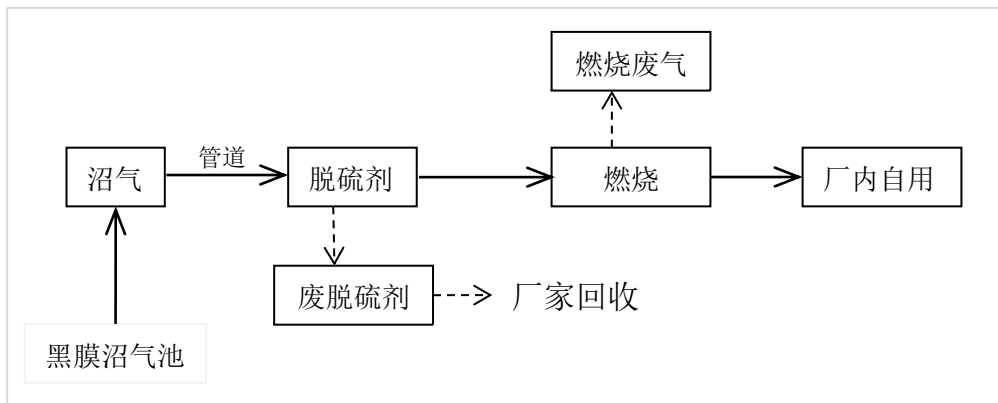 燃烧废气
管道
沼气
脱硫剂
燃烧
厂内自用
废脱硫剂
厂家回收
黑膜沼气池